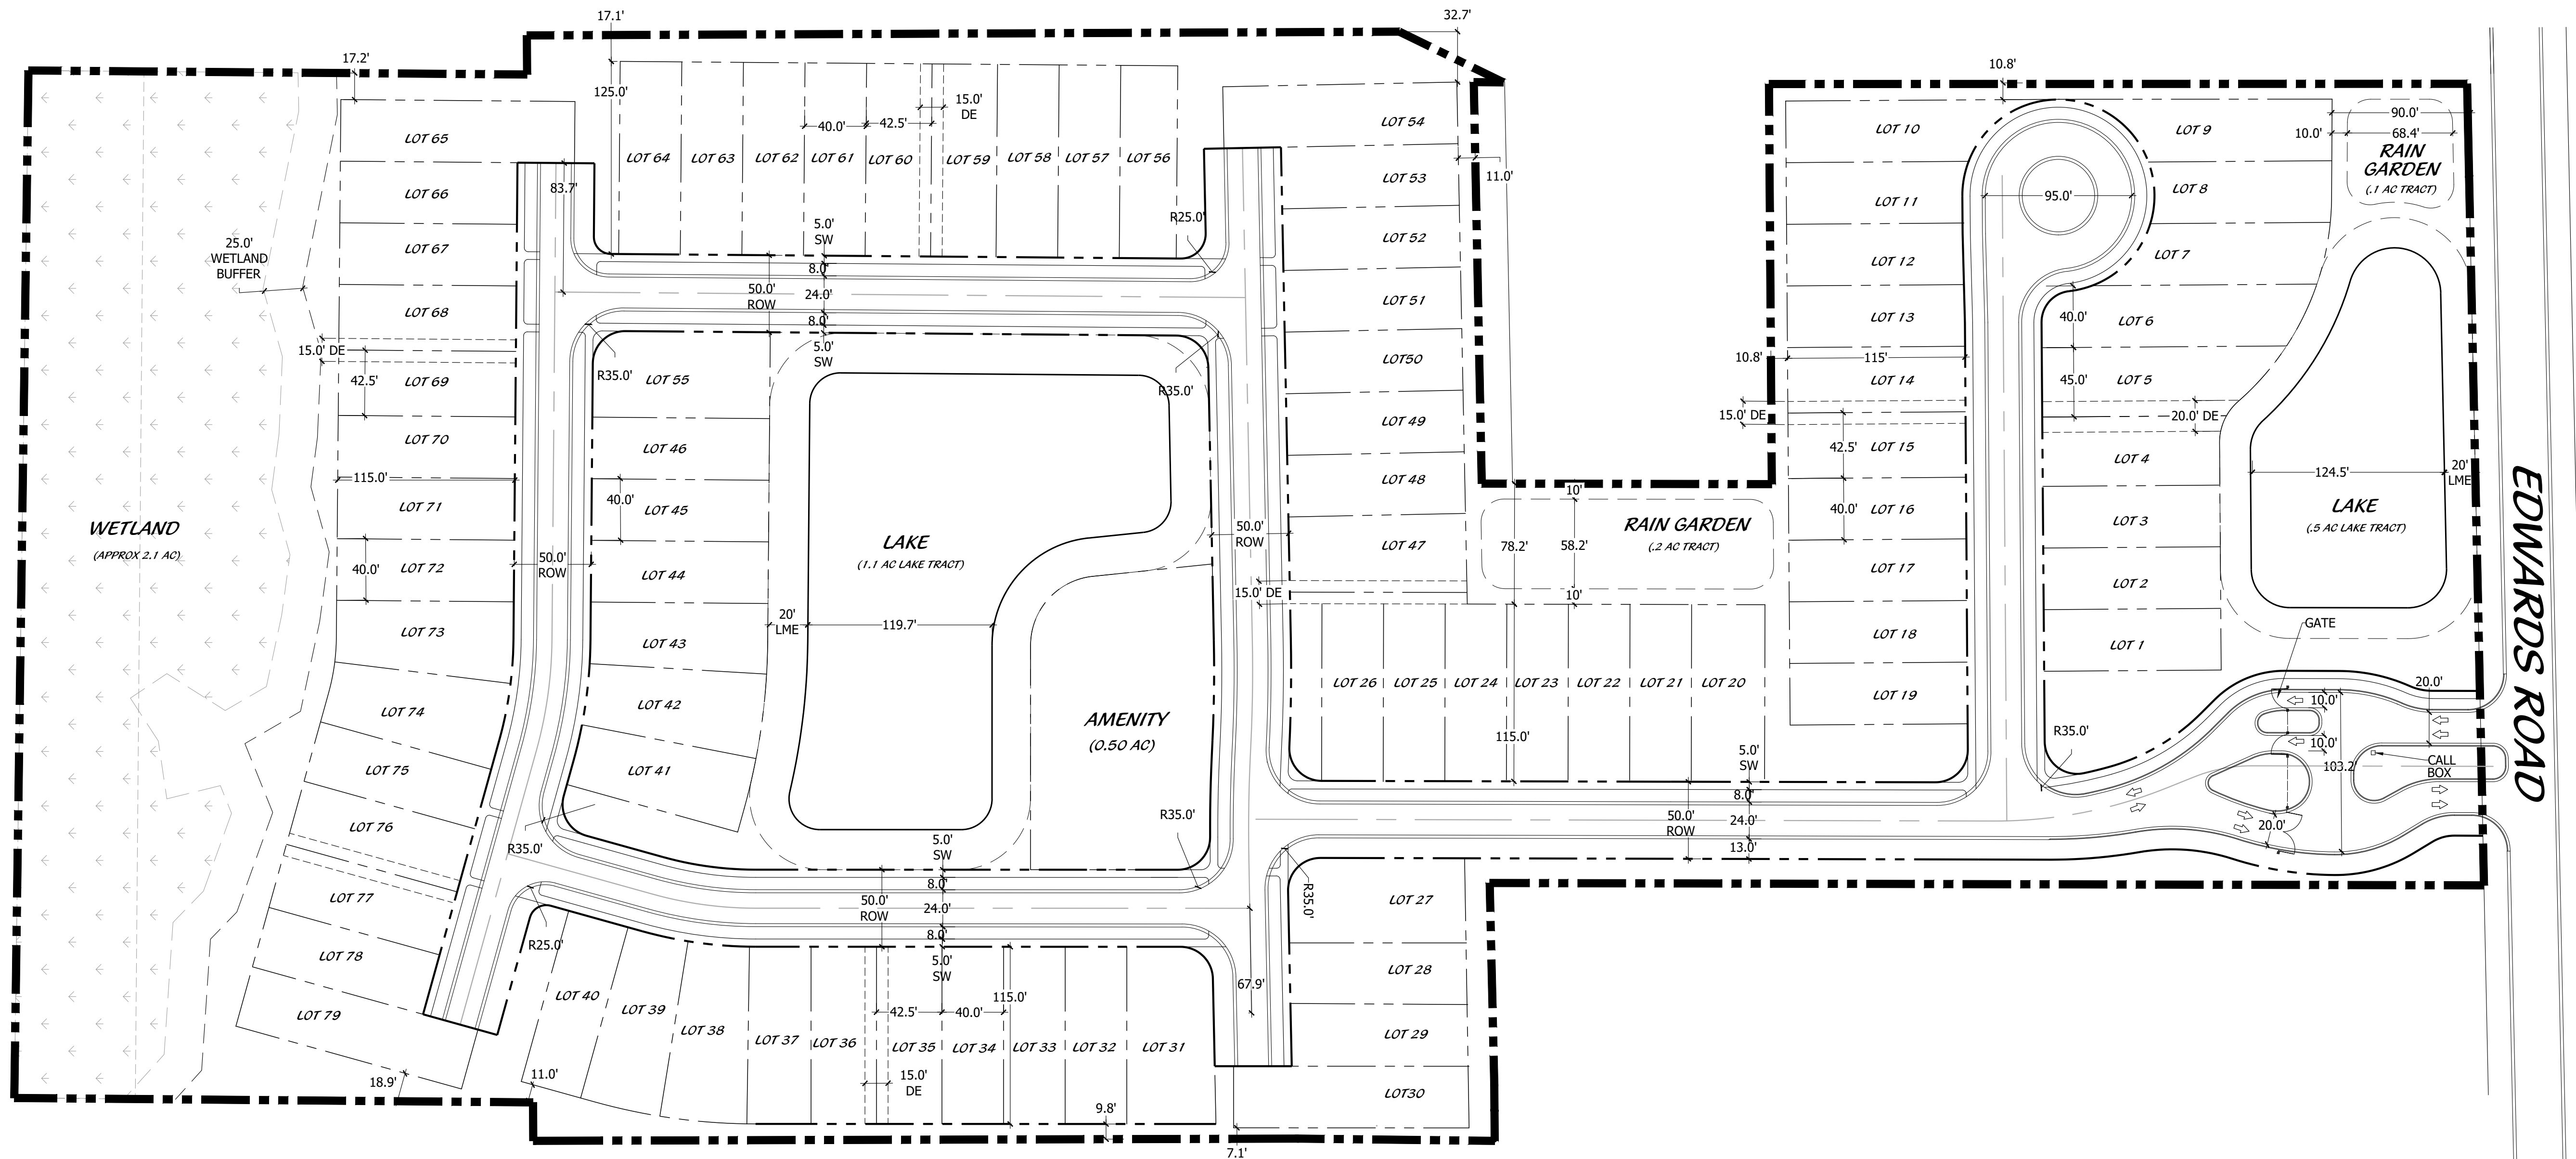 17.1'
32.7'
17.2'
10.8'
125.0'
15.0'
DE
40.0'
42.5'
LOT 65
LOT 66
LOT 67
LOT 68
15.0' DE
42.5'
LOT 69
LOT 70
115.0'
LOT 71
LOT 72
40.0'
LOT 73
LOT 74
LOT 75
LOT 76
LOT 77
LOT 78
LOT 79
18.9'
25.0'
WETLAND
BUFFER
WETLAND
(APPROX 2.1 AC)
83.7'
LOT 64
LOT 63
LOT 62
LOT 61
LOT 60
LOT 59
LOT 58
LOT 57
LOT 56
5.0'
SW
8.0'
50.0'
ROW
24.0'
8.0'
5.0'
SW
R25.0'
R35.0'
R35.0'
LOT 55
LOT 46
40.0'
LOT 45
LOT 44
LOT 43
LOT 42
LOT 41
50.0'
ROW
20'
LME
119.7'
LAKE
(1.1 AC LAKE TRACT)
AMENITY
(0.50 AC)
R35.0'
R35.0'
R25.0'
5.0'
SW
8.0'
50.0'
ROW
24.0'
8.0'
5.0'
SW
LOT 40
LOT 39
LOT 38
LOT 37
LOT 36
LOT 35
LOT 34
LOT 33
LOT 32
LOT 31
42.5'
40.0'
115.0'
15.0'
DE
11.0'
9.8'
7.1'
67.9'
LOT 54
LOT 53
LOT 52
LOT 51
LOT50
LOT 49
LOT 48
LOT 47
11.0'
50.0'
ROW
15.0' DE
10'
78.2'
58.2'
10'
RAIN GARDEN
(.2 AC TRACT)
LOT 26
LOT 25
LOT 24
LOT 23
LOT 22
LOT 21
LOT 20
115.0'
5.0'
SW
8.0'
50.0'
ROW
24.0'
13.0'
R35.0'
LOT 27
LOT 28
LOT 29
LOT30
LOT 10
LOT 11
LOT 12
LOT 13
10.8'
115'
LOT 14
15.0' DE
42.5'
LOT 15
40.0'
LOT 16
LOT 17
LOT 18
LOT 19
95.0'
LOT 9
LOT 8
LOT 7
40.0'
LOT 6
45.0'
LOT 5
20.0' DE
LOT 4
LOT 3
LOT 2
LOT 1
90.0'
10.0'
68.4'
RAIN
GARDEN
(.1 AC TRACT)
124.5'
20'
LME
LAKE
(.5 AC LAKE TRACT)
GATE
20.0'
10.0'
R35.0'
10.0'
103.2'
CALL
BOX
20.0'
EDWARDS ROAD